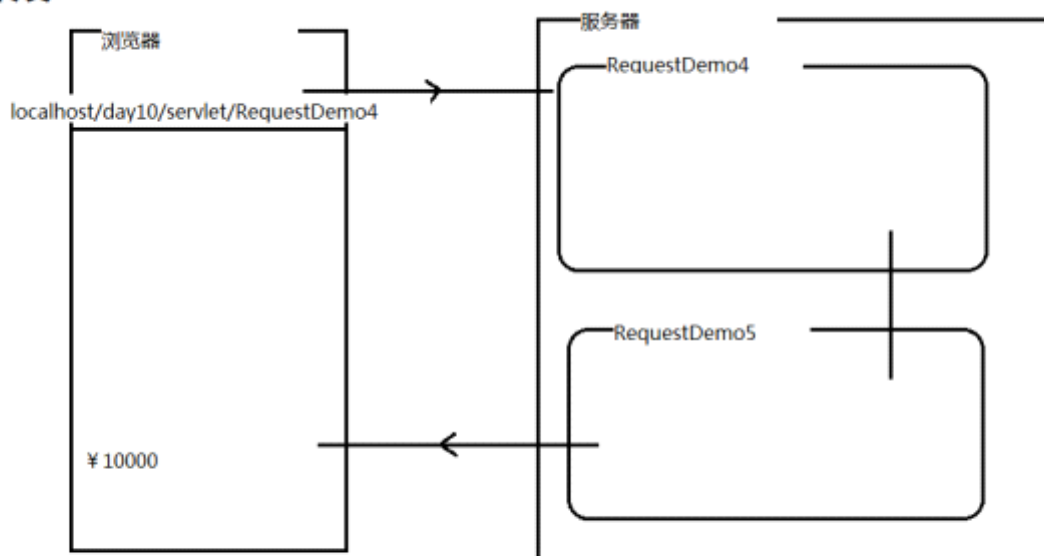 浏览器
服务器
RequestDemo4
localhost/day10/servlet/RequestDemo4
RequestDemo5
￥10000